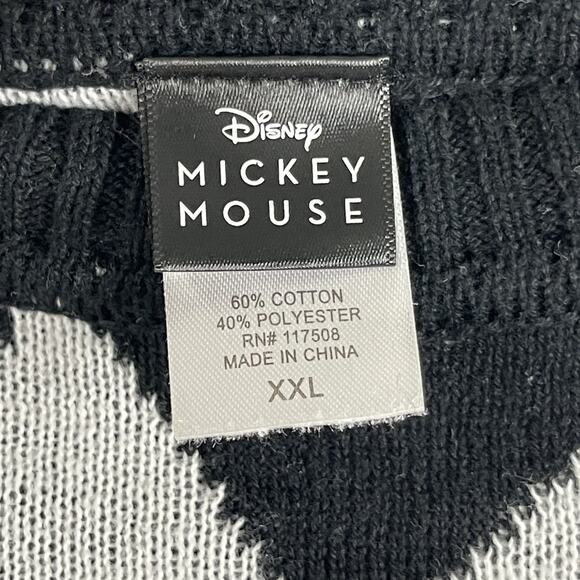 Disney
MICKEY
MOUSE
60% COTTON
40% POLYESTER
RN# 117508
MADE IN CHINA
XXL